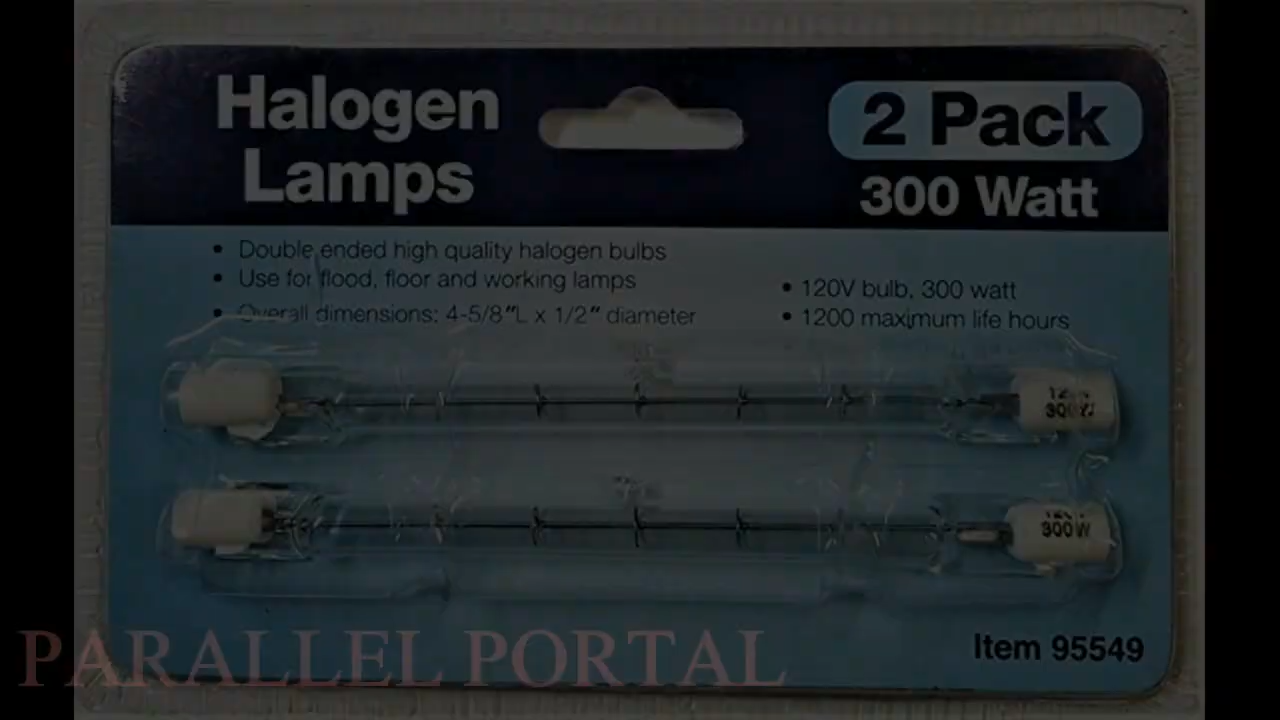 Halogen
Lamps
2 Pack
300 Watt
• Double ended high quality halogen bulbs
• Use for flood, floor and working lamps
• Overall dimensions: 4-5/8″L x 1/2″ diameter
• 120V bulb, 300 watt
• 1200 maximum life hours
300W
300W
Item 95549
PARALLEL PORTAL